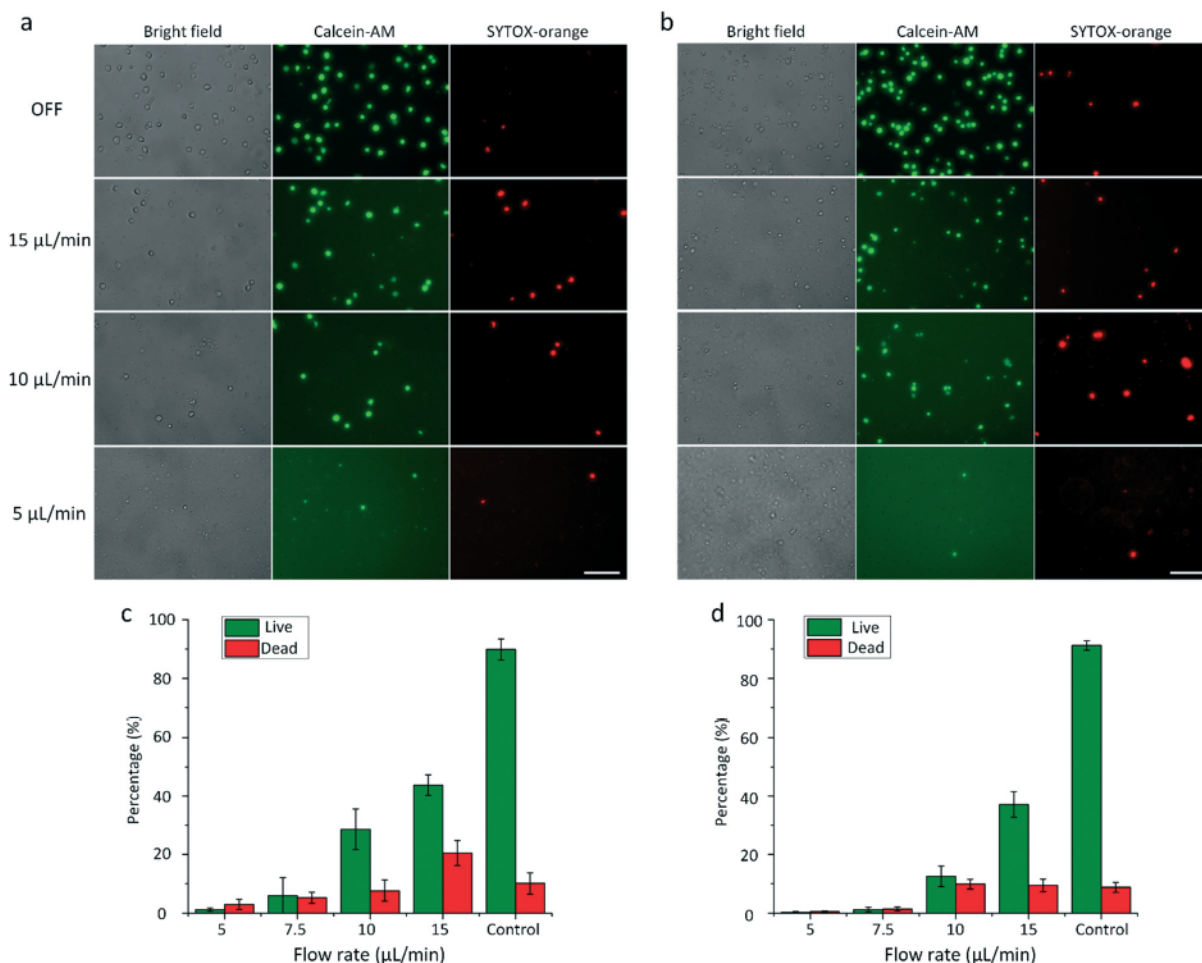 a
Bright field Calcein-AM SYTOX-orange
OFF
15 µL/min
10 µL/min
5 µL/min
b
Bright field Calcein-AM SYTOX-orange
c
Live
Dead
100
80
60
40
20
0
Percentage (%)
5 7.5 10 15 Control
Flow rate (µL/min)
d
Live
Dead
100
80
60
40
20
0
Percentage (%)
5 7.5 10 15 Control
Flow rate (µL/min)